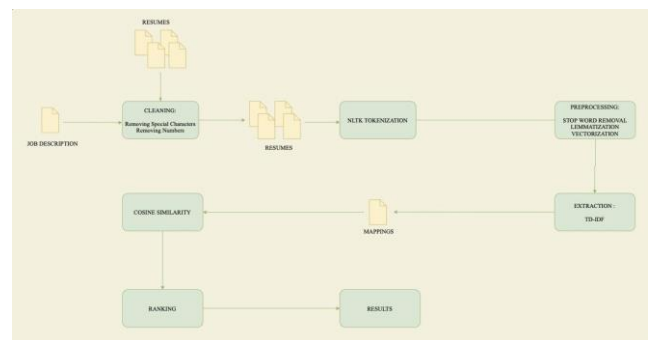 RESUMES
CLEANING:
Removing Special Characters
Removing Numbers
JOB DESCRIPTION
RESUMES
NLTK TOKENIZATION
PREPROCESSING:
STOP WORD REMOVAL
LEMMATIZATION
VECTORIZATION
EXTRACTION :
TD-IDF
MAPPINGS
COSINE SIMILARITY
RANKING
RESULTS